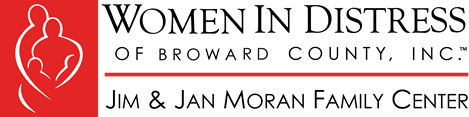 WOMEN IN DISTRESS
OF BROWARD COUNTY, INC.™
JIM & JAN MORAN FAMILY CENTER